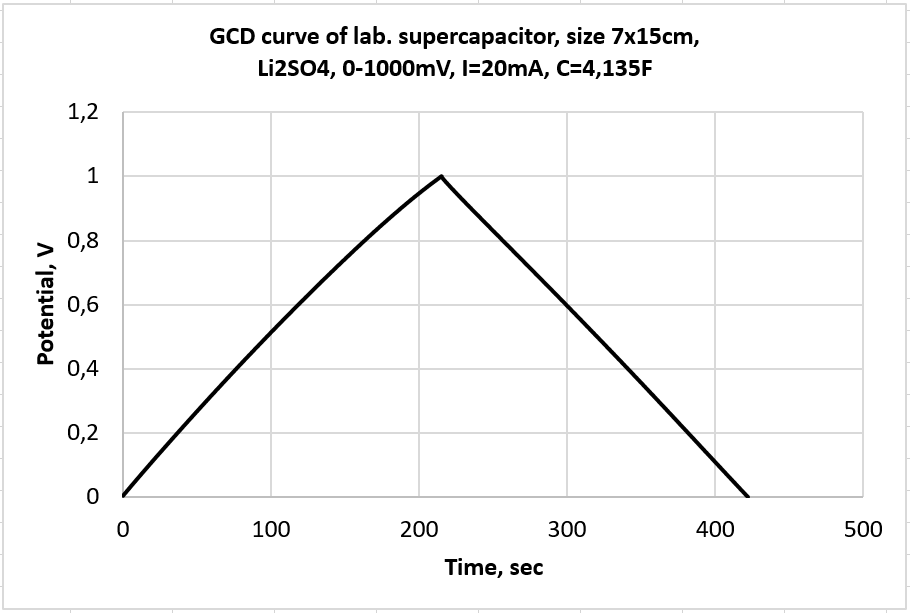 GCD curve of lab. supercapacitor, size 7x15cm,
Li2SO4, 0-1000mV, I=20mA, C=4,135F
1,2
1
0,8
0,6
0,4
0,2
0
Potential, V
0 100 200 300 400 500
Time, sec